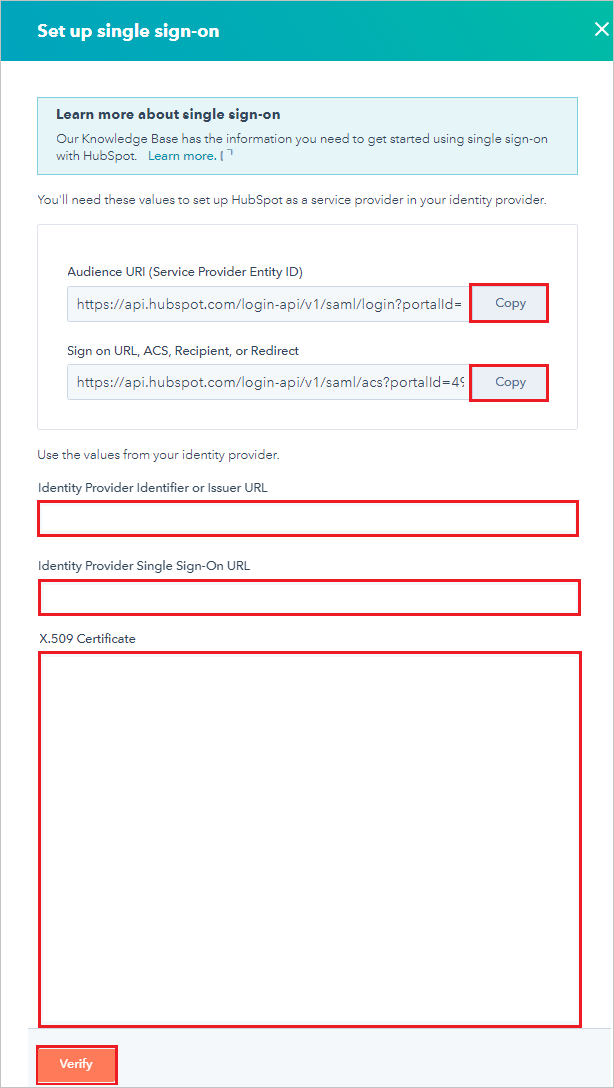 Set up single sign-on
Learn more about single sign-on
Our Knowledge Base has the information you need to get started using single sign-on
with HubSpot. Learn more.
You'll need these values to set up HubSpot as a service provider in your identity provider.
Audience URI (Service Provider Entity ID)
https://api.hubspot.com/login-api/v1/saml/login?portalId=
Copy
Sign on URL, ACS, Recipient, or Redirect
https://api.hubspot.com/login-api/v1/saml/acs?portalId=49
Copy
Use the values from your identity provider.
Identity Provider Identifier or Issuer URL
Identity Provider Single Sign-On URL
X.509 Certificate
Verify